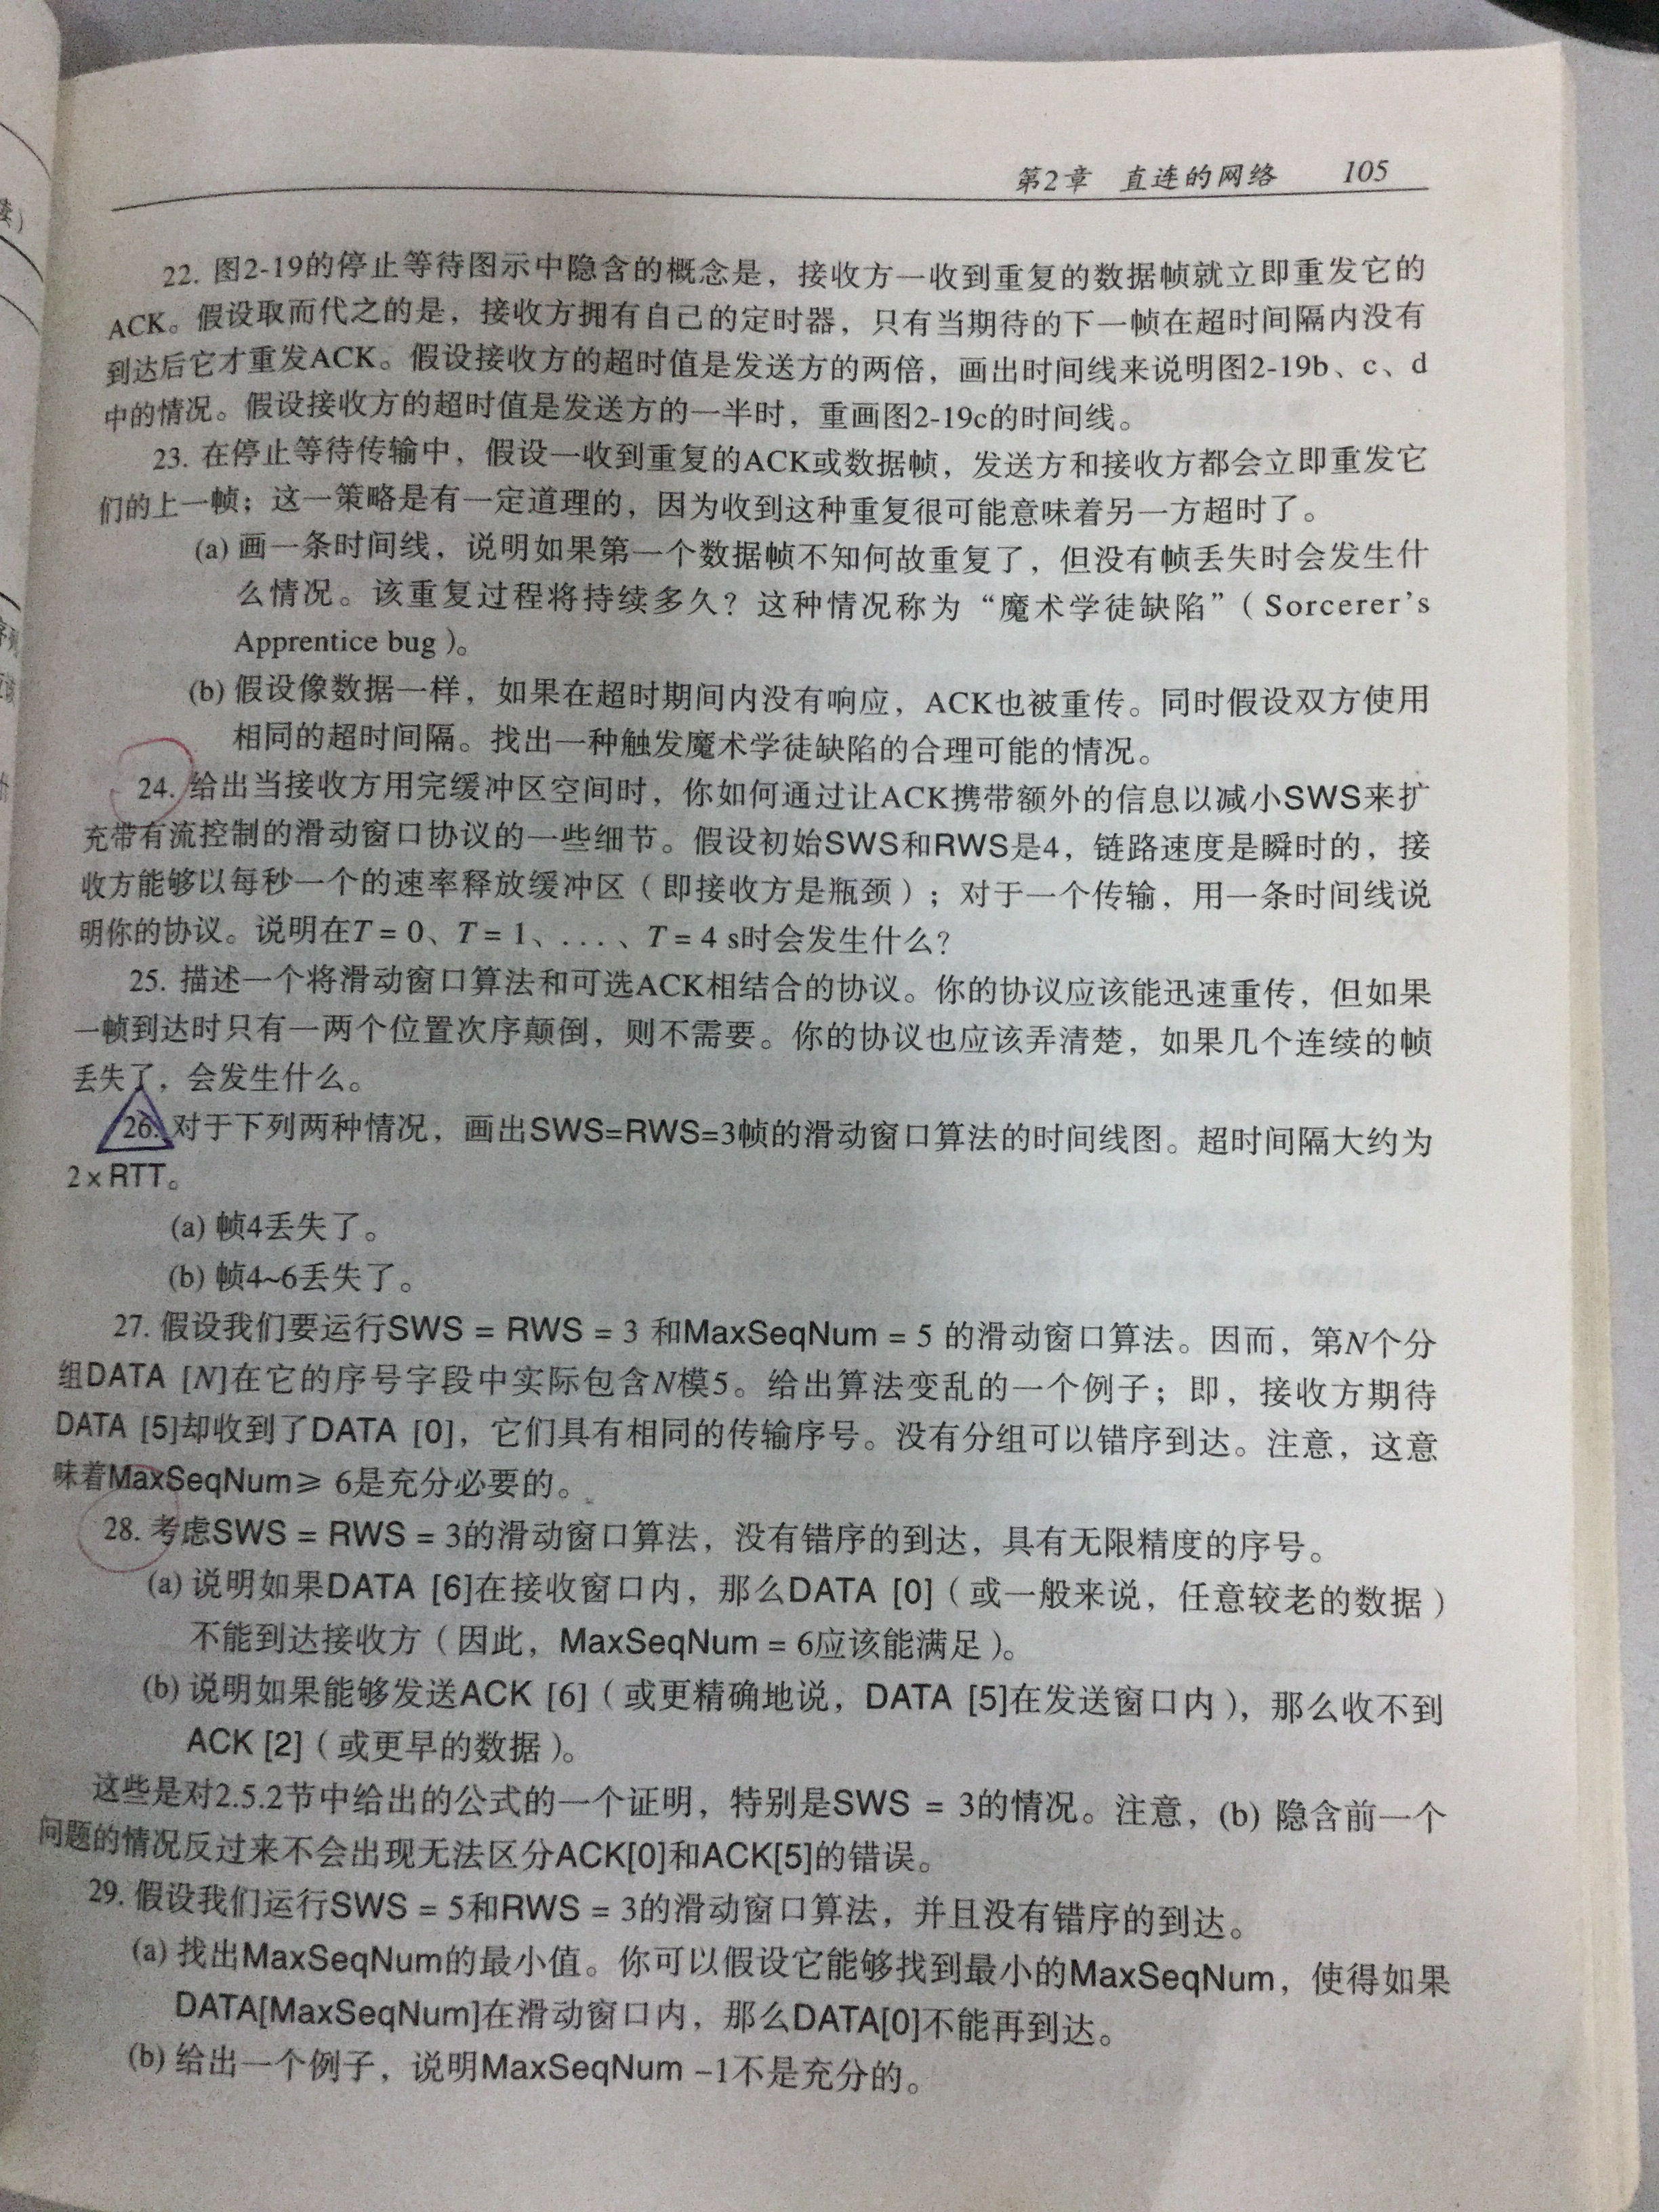 第2章 直连的网络 105
22. 图2-19的停止等待图示中隐含的概念是，接收方一收到重复的数据帧就立即重发它的
ACK。假设取而代之的是，接收方拥有自己的定时器，只有当期待的下一帧在超时间隔内没有
到达后它才重发ACK。假设接收方的超时值是发送方的两倍，画出时间线来说明图2-19b、c、d
中的情况。假设接收方的超时值是发送方的一半时，重画图2-19c的时间线。
23. 在停止等待传输中，假设一收到重复的ACK或数据帧，发送方和接收方都会立即重发它
们的上一帧；这一策略是有一定道理的，因为收到这种重复很可能意味着另一方超时了。
(a) 画一条时间线，说明如果第一个数据帧不知何故重复了，但没有帧丢失时会发生什
么情况。该重复过程将持续多久？这种情况称为“魔术学徒缺陷”（Sorcerer's
Apprentice bug）。
(b) 假设像数据一样，如果在超时期间内没有响应，ACK也被重传。同时假设双方使用
相同的超时间隔。找出一种触发魔术学徒缺陷的合理可能的情况。
24. 给出当接收方用完缓冲区空间时，你如何通过让ACK携带额外的信息以减小SWS来扩
充带有流控制的滑动窗口协议的一些细节。假设初始SWS和RWS是4，链路速度是瞬时的，接
收方能够以每秒一个的速率释放缓冲区（即接收方是瓶颈）；对于一个传输，用一条时间线说
明你的协议。说明在T = 0、T = 1、...、T = 4 s时会发生什么？
25. 描述一个将滑动窗口算法和可选ACK相结合的协议。你的协议应该能迅速重传，但如果
一帧到达时只有一两个位置次序颠倒，则不需要。你的协议也应该弄清楚，如果几个连续的帧
丢失了，会发生什么。
26. 对于下列两种情况，画出SWS=RWS=3帧的滑动窗口算法的时间线图。超时间隔大约为
2×RTT。
(a) 帧4丢失了。
(b) 帧4~6丢失了。
27. 假设我们要运行SWS = RWS = 3 和MaxSeqNum = 5 的滑动窗口算法。因而，第N个分
组DATA [N]在它的序号字段中实际包含N模5。给出算法变乱的一个例子；即，接收方期待
DATA [5]却收到了DATA [0]，它们具有相同的传输序号。没有分组可以错序到达。注意，这意
味着MaxSeqNum≥ 6是充分必要的。
28. 考虑SWS = RWS = 3的滑动窗口算法，没有错序的到达，具有无限精度的序号。
(a) 说明如果DATA [6]在接收窗口内，那么DATA [0]（或一般来说，任意较老的数据）
不能到达接收方（因此，MaxSeqNum = 6应该能满足）。
(b) 说明如果能够发送ACK [6]（或更精确地说，DATA [5]在发送窗口内），那么收不到
ACK [2]（或更早的数据）。
这些是对2.5.2节中给出的公式的一个证明，特别是SWS = 3的情况。注意，(b) 隐含前一个
问题的情况反过来不会出现无法区分ACK[0]和ACK[5]的错误。
29. 假设我们运行SWS = 5和RWS = 3的滑动窗口算法，并且没有错序的到达。
(a) 找出MaxSeqNum的最小值。你可以假设它能够找到最小的MaxSeqNum，使得如果
DATA[MaxSeqNum]在滑动窗口内，那么DATA[0]不能再到达。
(b) 给出一个例子，说明MaxSeqNum –1不是充分的。